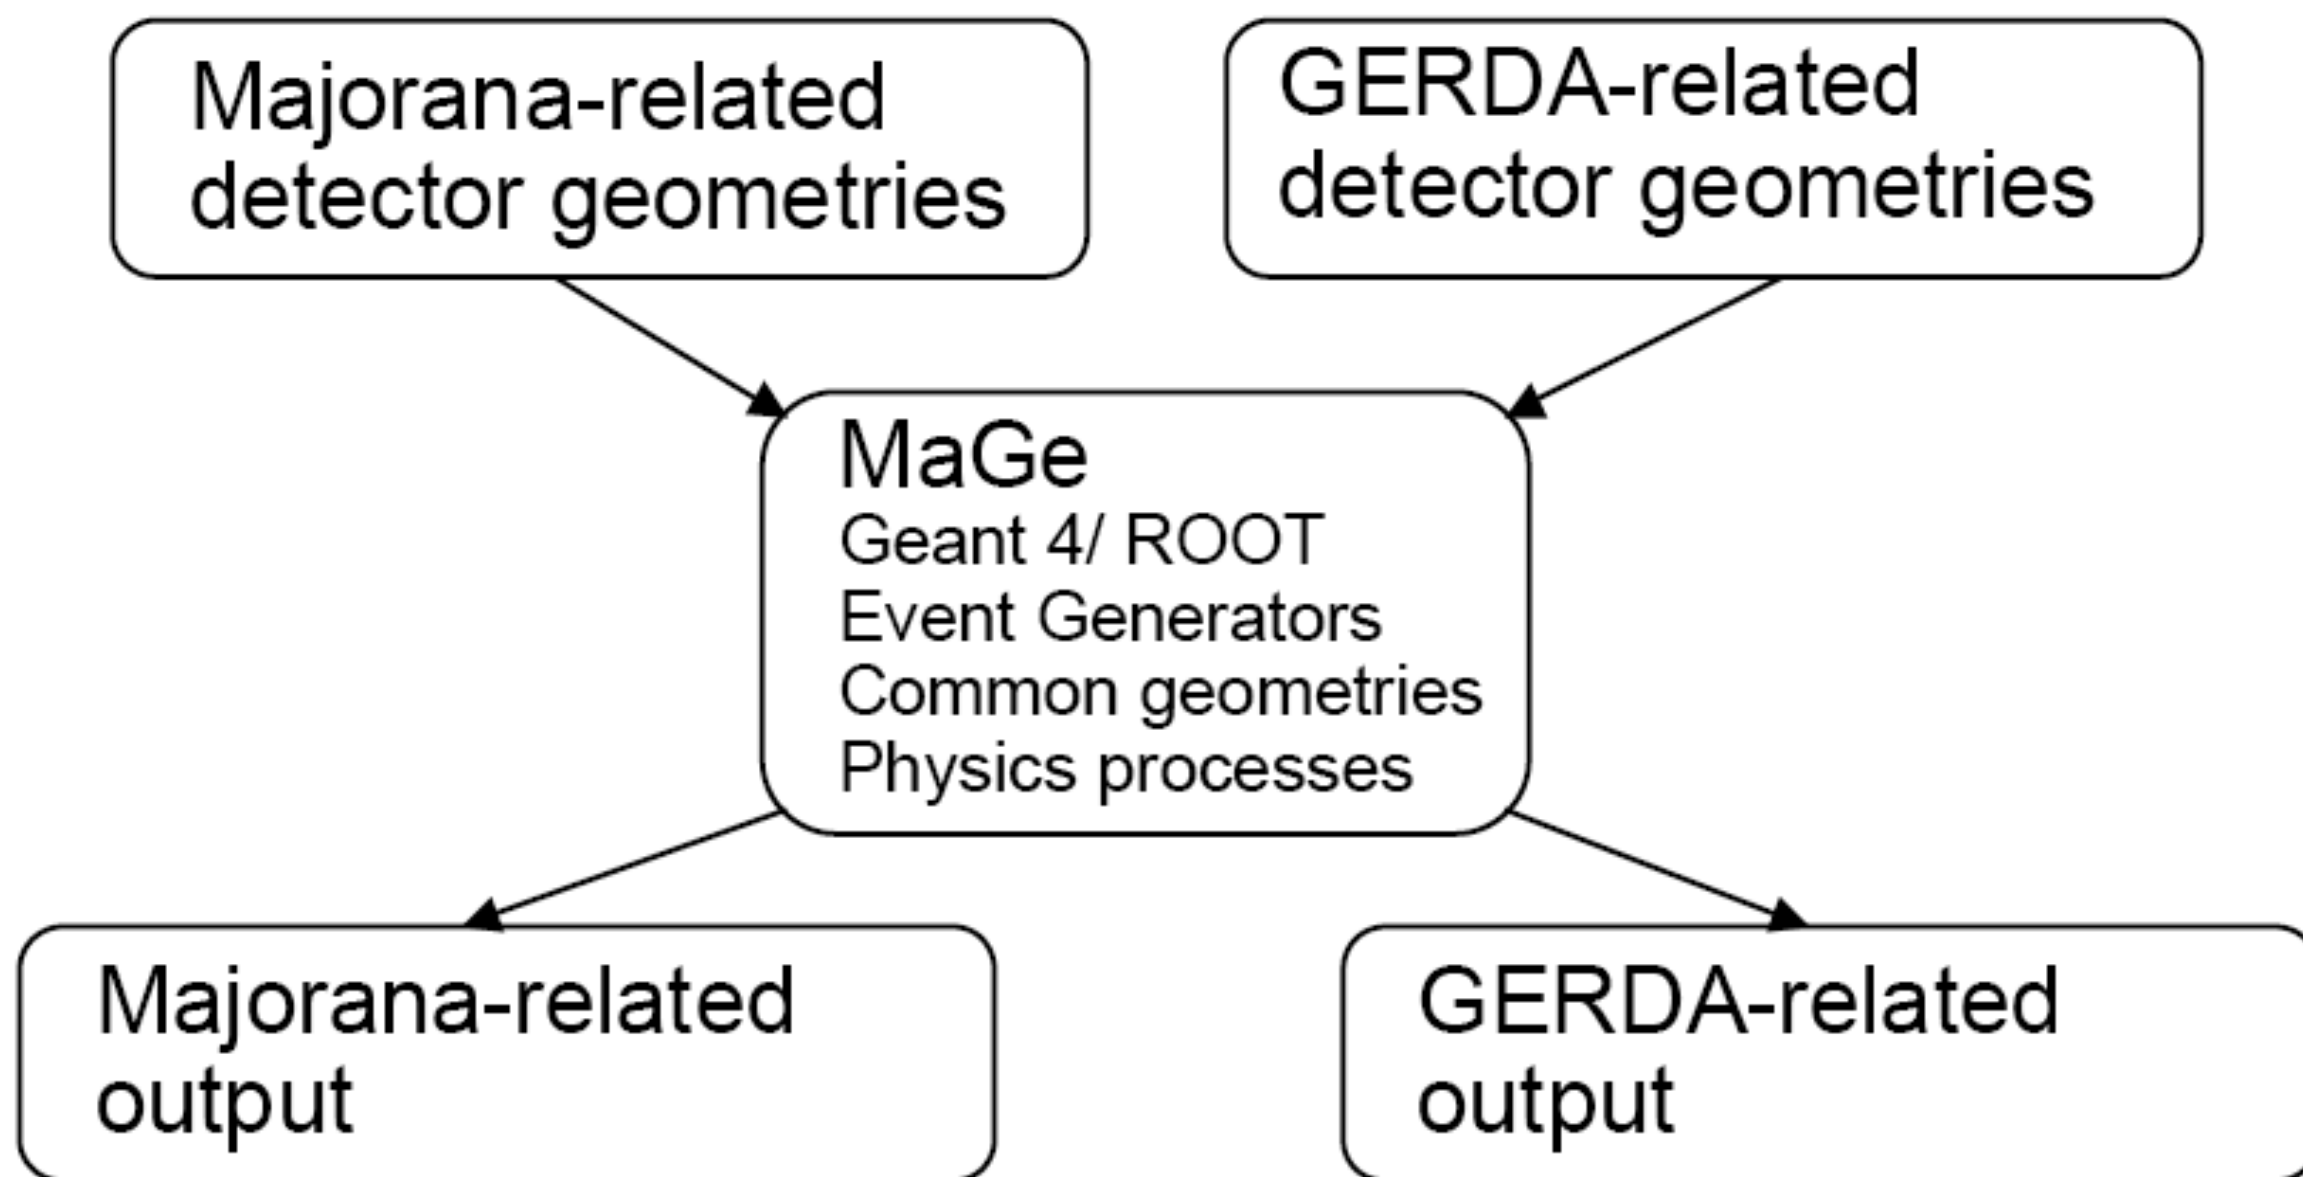 Majorana-related
detector geometries
GERDA-related
detector geometries
MaGe
Geant 4/ ROOT
Event Generators
Common geometries
Physics processes
Majorana-related
output
GERDA-related
output